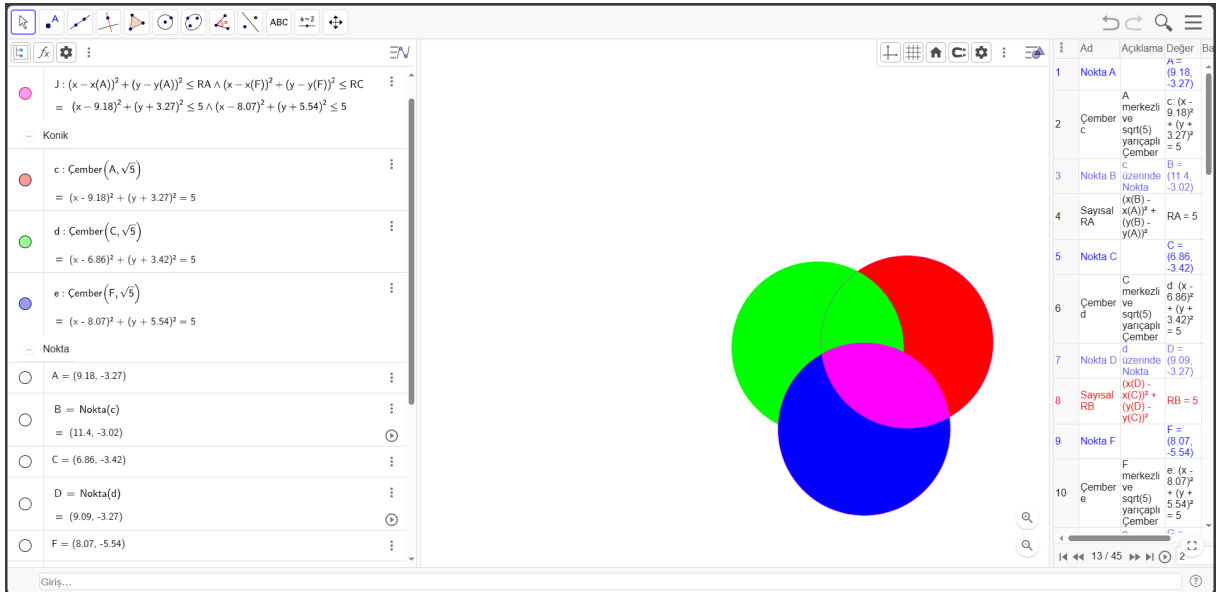 A
ABC
a=2
fx
J : (x − x(A))² + (y − y(A))² ≤ RA ∧ (x − x(F))² + (y − y(F))² ≤ RC
= (x − 9.18)² + (y + 3.27)² ≤ 5 ∧ (x − 8.07)² + (y + 5.54)² ≤ 5
Konik
c : Çember(A, √5)
= (x - 9.18)² + (y + 3.27)² = 5
d : Çember(C, √5)
= (x - 6.86)² + (y + 3.42)² = 5
e : Çember(F, √5)
= (x - 8.07)² + (y + 5.54)² = 5
Nokta
A = (9.18, -3.27)
B = Nokta(c)
= (11.4, -3.02)
C = (6.86, -3.42)
D = Nokta(d)
= (9.09, -3.27)
F = (8.07, -5.54)
Giriş...
Ad Açıklama Değer Ba
1 Nokta A
A =
(9.18,
-3.27)
2 Çember
c
A
merkezli
ve
sqrt(5)
yarıçaplı
Çember
c: (x -
9.18)²
+ (y +
3.27)²
= 5
3 Nokta B
c
üzerinde
Nokta
B =
(11.4,
-3.02)
4 Sayısal
RA
(x(B) -
x(A))² +
(y(B) -
y(A))²
RA = 5
5 Nokta C
C =
(6.86,
-3.42)
6 Çember
d
C
merkezli
ve
sqrt(5)
yarıçaplı
Çember
d: (x -
6.86)²
+ (y +
3.42)²
= 5
7 Nokta D
d
üzerinde
Nokta
D =
(9.09,
-3.27)
8 Sayısal
RB
(x(D) -
x(C))² +
(y(D) -
y(C))²
RB = 5
9 Nokta F
F =
(8.07,
-5.54)
10 Çember
e
F
merkezli
ve
sqrt(5)
yarıçaplı
Çember
e: (x -
8.07)²
+ (y +
5.54)²
= 5
13 / 45
2